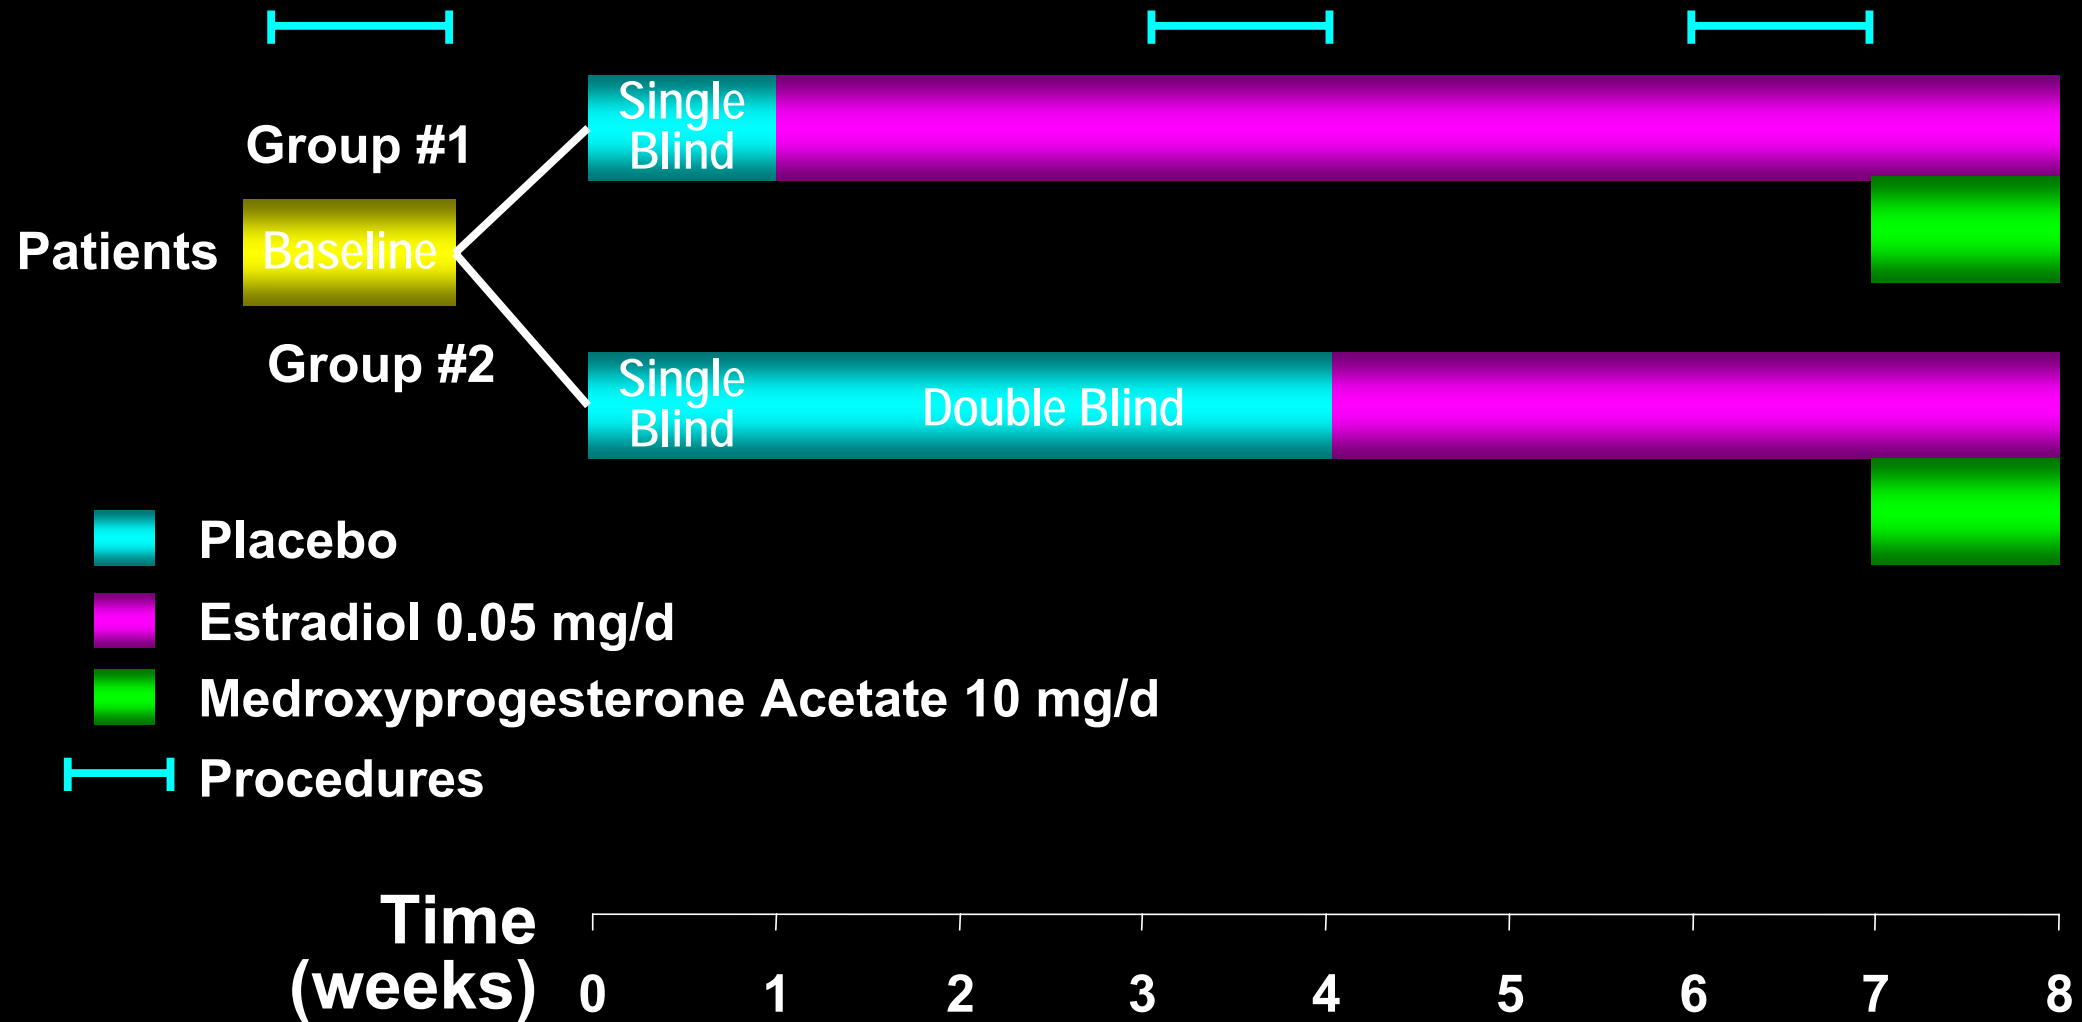 Single
Blind
Group #1
Patients
Baseline
Group #2
Single
Blind
Double Blind
Placebo
Estradiol 0.05 mg/d
Medroxyprogesterone Acetate 10 mg/d
Procedures
Time
(weeks)
0 1 2 3 4 5 6 7 8